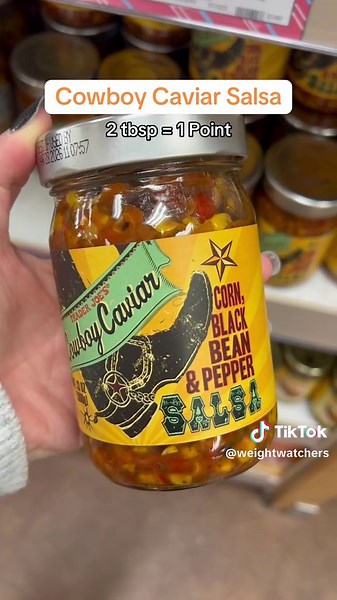 Cowboy Caviar Salsa
2 tbsp = 1 Point
TRADER JOE'S
Cowboy Caviar
CORN,
BLACK
BEAN
& PEPPER
SALSA
TikTok
@weightwatchers